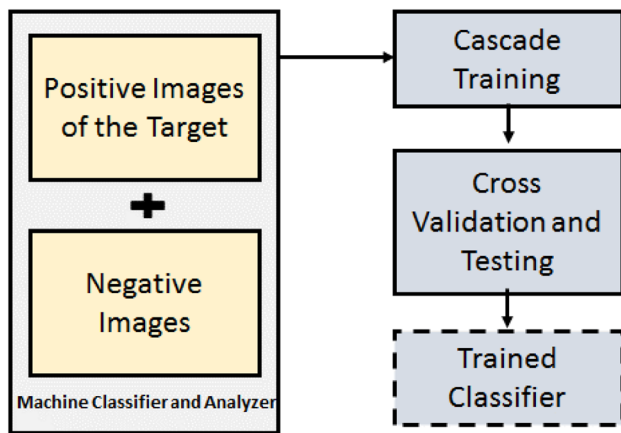 Positive Images
of the Target
+
Negative
Images
Machine Classifier and Analyzer
Cascade
Training
Cross
Validation and
Testing
Trained
Classifier